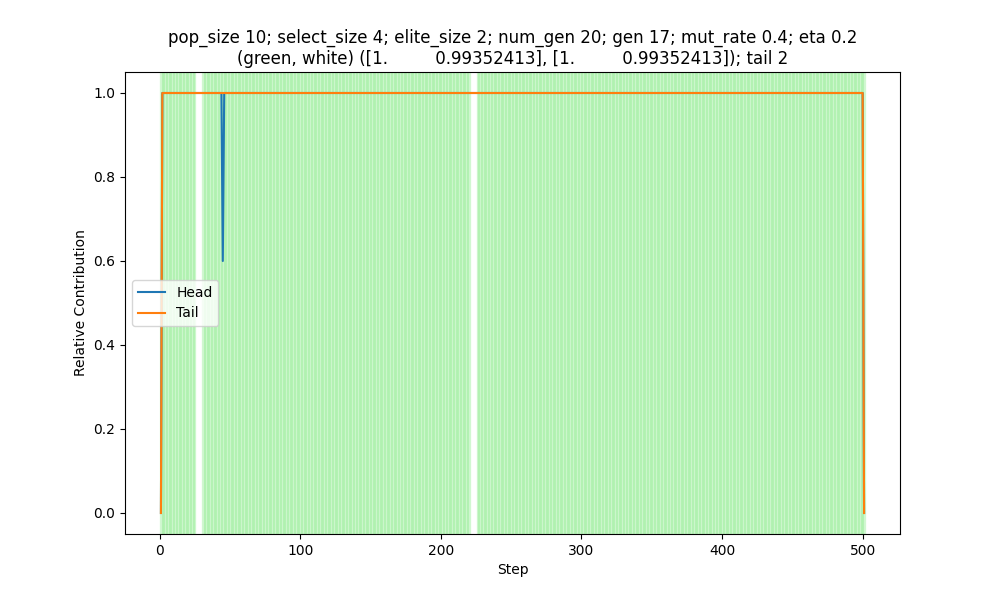 pop_size 10; select_size 4; elite_size 2; num_gen 20; gen 17; mut_rate 0.4; eta 0.2
(green, white) ([1.          0.99352413], [1.          0.99352413]); tail 2
1.0
0.8
0.6
0.4
0.2
0.0
Relative Contribution
Head
Tail
0
100
200
300
400
500
Step